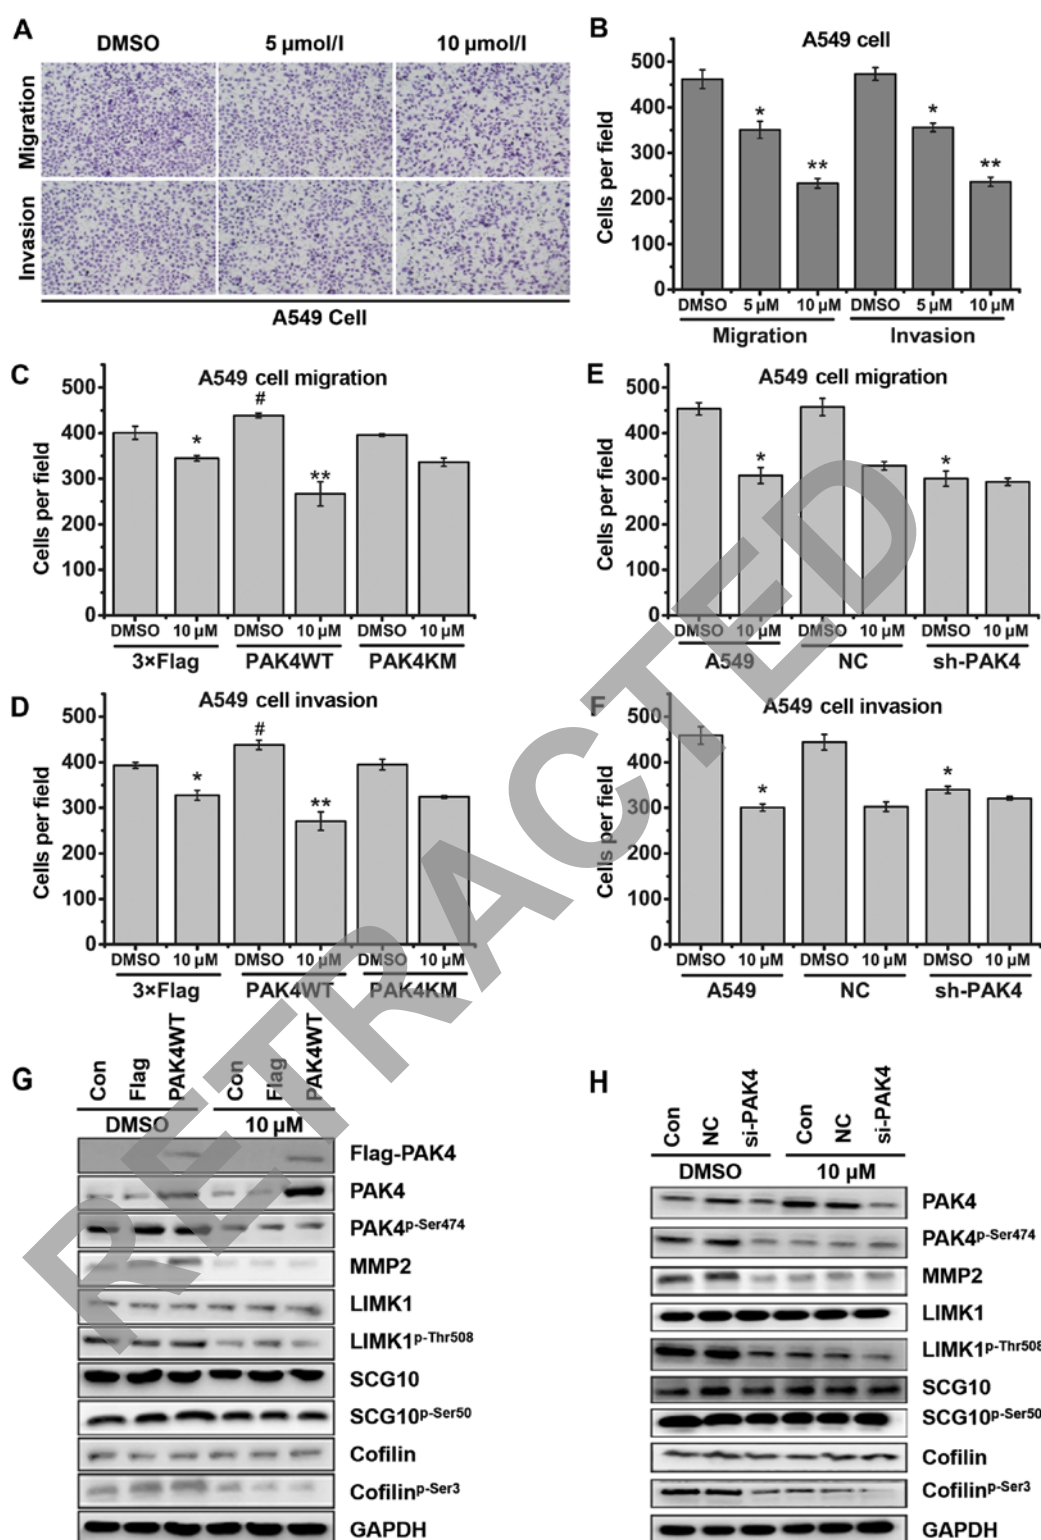 A
DMSO 5 µmol/l 10 µmol/l
Migration
Invasion
A549 Cell
B
A549 cell
Cells per field
500
400
300
200
100
0
* ** * **
DMSO 5 µM 10 µM DMSO 5 µM 10 µM
Migration Invasion
C
A549 cell migration
Cells per field
500
400
300
200
100
0
* # **
DMSO 10 µM DMSO 10 µM DMSO 10 µM
3×Flag PAK4WT PAK4KM
E
A549 cell migration
Cells per field
500
400
300
200
100
0
* *
DMSO 10 µM DMSO 10 µM DMSO 10 µM
A549 NC sh-PAK4
D
A549 cell invasion
Cells per field
500
400
300
200
100
0
* # **
DMSO 10 µM DMSO 10 µM DMSO 10 µM
3×Flag PAK4WT PAK4KM
F
A549 cell invasion
Cells per field
500
400
300
200
100
0
* *
DMSO 10 µM DMSO 10 µM DMSO 10 µM
A549 NC sh-PAK4
G
Con Flag PAK4WT Con Flag PAK4WT
DMSO 10 µM
Flag-PAK4
PAK4
PAK4p-Ser474
MMP2
LIMK1
LIMK1p-Thr508
SCG10
SCG10p-Ser50
Cofilin
Cofilinp-Ser3
GAPDH
H
Con NC si-PAK4 Con NC si-PAK4
DMSO 10 µM
PAK4
PAK4p-Ser474
MMP2
LIMK1
LIMK1p-Thr508
SCG10
SCG10p-Ser50
Cofilin
Cofilinp-Ser3
GAPDH
RETRACTED